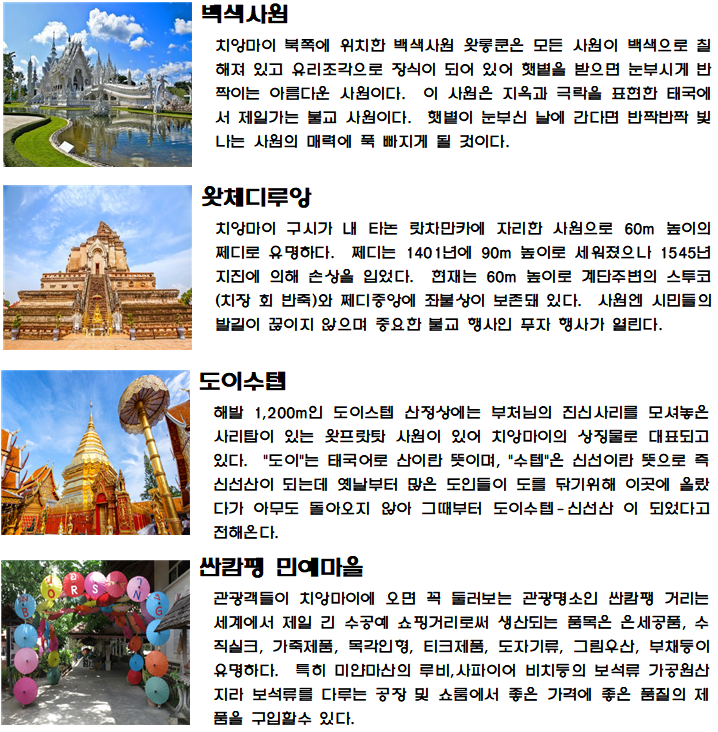 백색사원
치앙마이 북쪽에 위치한 백색사원 왓롱쿤은 모든 사원이 백색으로 칠
해져 있고 유리조각으로 장식이 되어 있어 햇볕을 받으면 눈부시게 반
짝이는 아름다운 사원이다. 이 사원은 지옥과 극락을 표현한 태국에
서 제일가는 불교 사원이다. 햇볕이 눈부신 날에 간다면 반짝반짝 빛
나는 사원의 매력에 푹 빠지게 될 것이다.
왓체디루앙
치앙마이 구시가 내 타논 랏차만카에 자리한 사원으로 60m 높이의
쩨디로 유명하다. 쩨디는 1401년에 90m 높이로 세워졌으나 1545년
지진에 의해 손상을 입었다. 현재는 60m 높이로 계단주변의 스투코
(치장 회 반죽)와 쩨디중앙에 좌불상이 보존돼 있다. 사원엔 시민들의
발길이 끊이지 않으며 중요한 불교 행사인 푸자 행사가 열린다.
도이수텝
해발 1,200m인 도이스텝 산정상에는 부처님의 진신사리를 모셔놓은
사리탑이 있는 왓프랏탓 사원이 있어 치앙마이의 상징물로 대표되고
있다. "도이"는 태국어로 산이란 뜻이며, "수텝"은 신선이란 뜻으로 즉
신선산이 되는데 옛날부터 많은 도인들이 도를 닦기위해 이곳에 올랐
다가 아무도 돌아오지 않아 그때부터 도이수텝-신선산 이 되었다고
전해온다.
싼캄팽 민예마을
관광객들이 치앙마이에 오면 꼭 둘러보는 관광명소인 싼캄팽 거리는
세계에서 제일 긴 수공예 쇼핑거리로써 생산되는 품목은 은세공품, 수
직실크, 가죽제품, 목각인형, 티크제품, 도자기류, 그림우산, 부채등이
유명하다. 특히 미얀마산의 루비,사파이어 비치등의 보석류 가공원산
지라 보석류를 다루는 공장 및 쇼룸에서 좋은 가격에 좋은 품질의 제
품을 구입할수 있다.